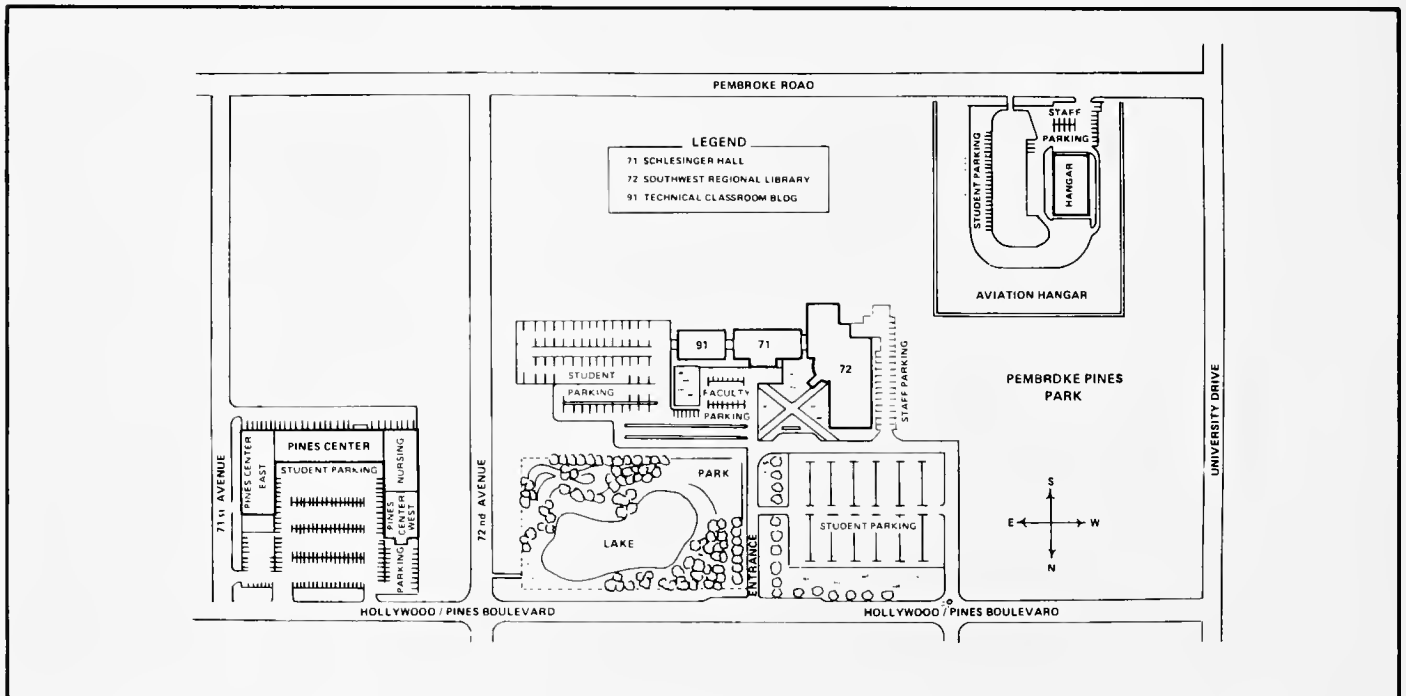 PEMBROKE ROAD
LEGEND
71 SCHLESINGER HALL
72 SOUTHWEST REGIONAL LIBRARY
91 TECHNICAL CLASSROOM BLDG
STAFF
PARKING
STUDENT PARKING
HANGAR
AVIATION HANGAR
91
71
72
STUDENT
PARKING
FACULTY
PARKING
STAFF PARKING
PEMBROKE PINES
PARK
UNIVERSITY DRIVE
71st AVENUE
PINES CENTER
EAST
PINES CENTER
STUDENT PARKING
NURSING
PINES
CENTER
WEST
PARKING
72nd AVENUE
PARK
LAKE
ENTRANCE
STUDENT PARKING
S
E
W
N
HOLLYWOOD / PINES BOULEVARD
HOLLYWOOD / PINES BOULEVARD